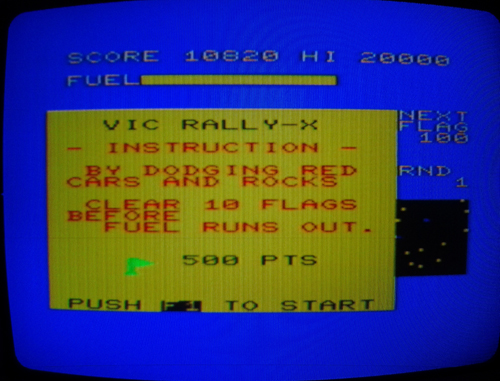 SCORE 10820 HI 20000
FUEL
NEXT
FLAG
100
RND
1
VIC RALLY-X
- INSTRUCTION -
BY DODGING RED
CARS AND ROCKS
CLEAR 10 FLAGS
BEFORE
FUEL RUNS OUT.
500 PTS
PUSH F1 TO START